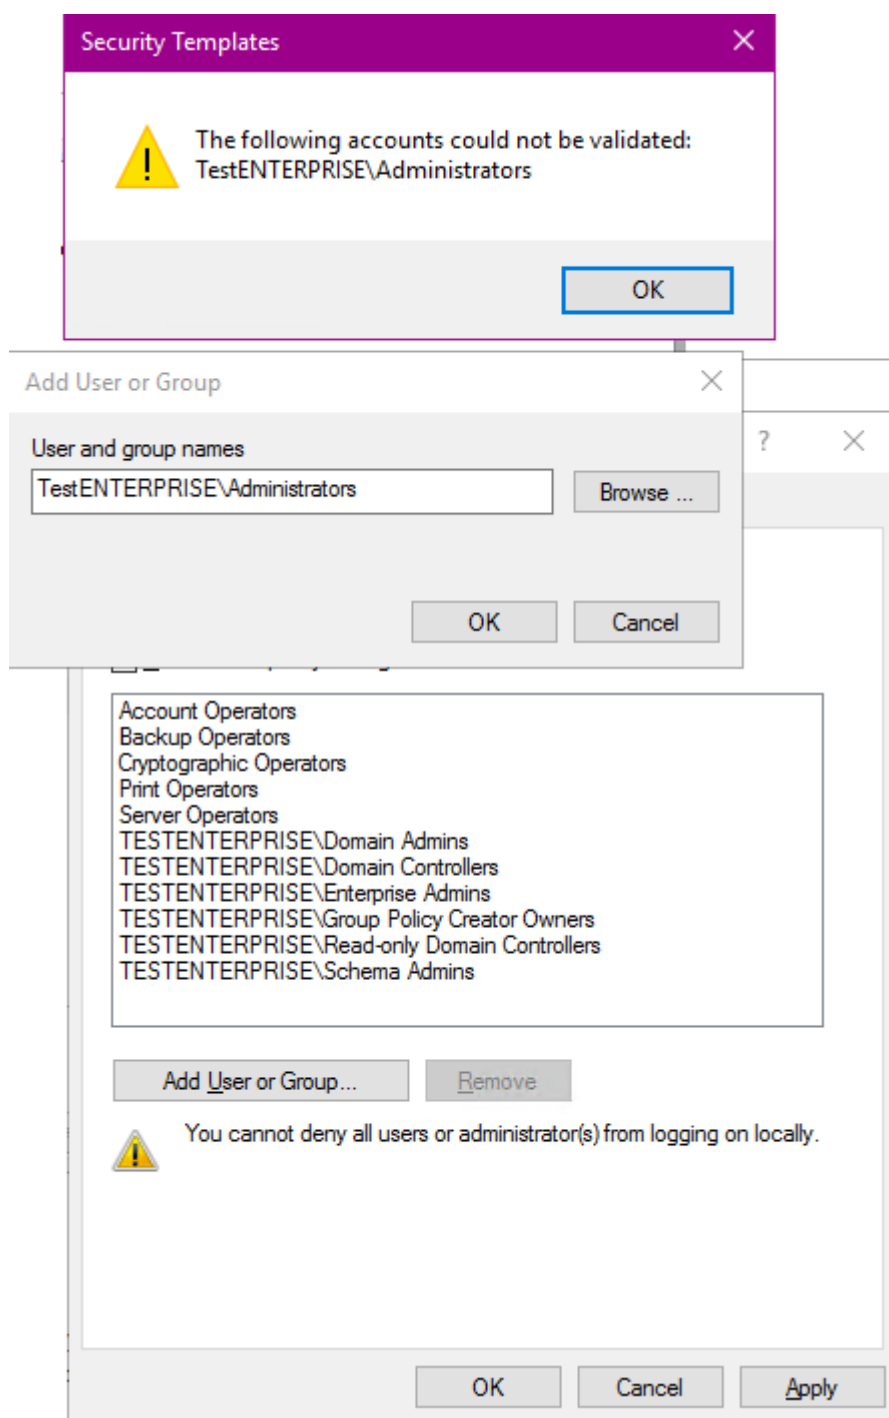 Security Templates
The following accounts could not be validated:
TestENTERPRISE\Administrators
OK
Add User or Group
User and group names
TestENTERPRISE\Administrators
Browse ...
OK
Cancel
?
Account Operators
Backup Operators
Cryptographic Operators
Print Operators
Server Operators
TESTENTERPRISE\Domain Admins
TESTENTERPRISE\Domain Controllers
TESTENTERPRISE\Enterprise Admins
TESTENTERPRISE\Group Policy Creator Owners
TESTENTERPRISE\Read-only Domain Controllers
TESTENTERPRISE\Schema Admins
Add User or Group...
Remove
You cannot deny all users or administrator(s) from logging on locally.
OK
Cancel
Apply